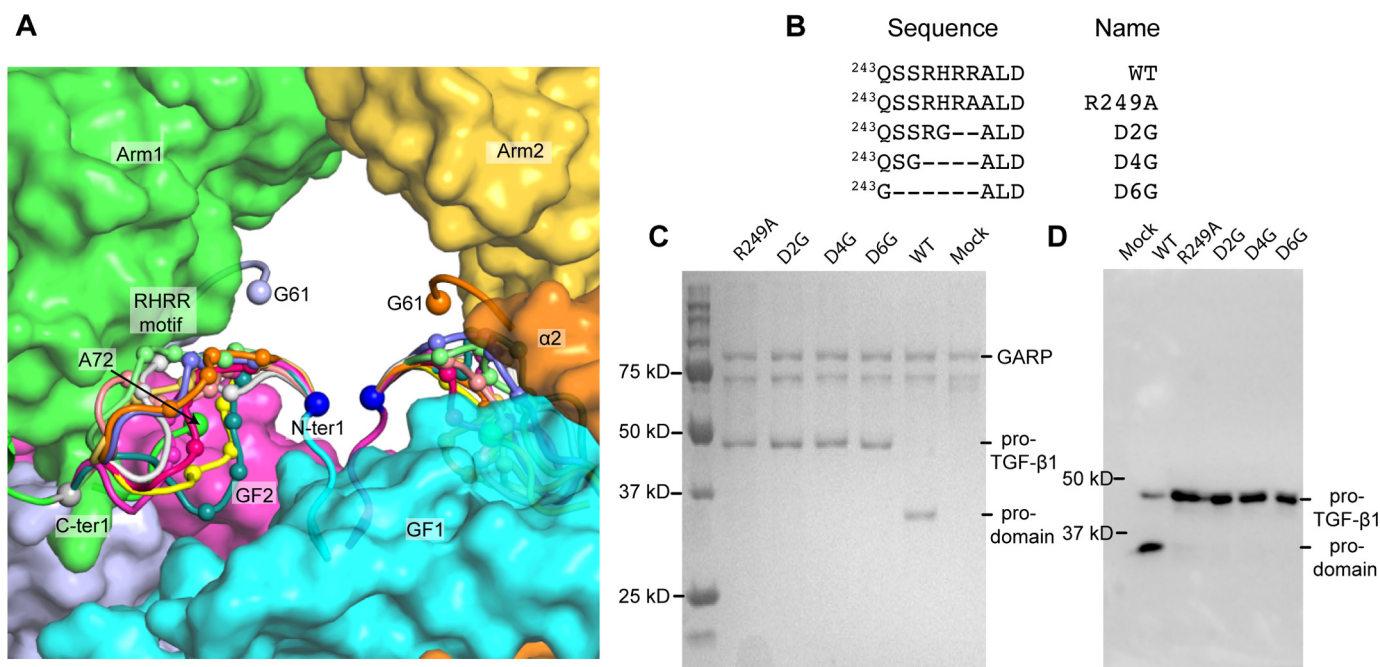 A
Arm1
Arm2
G61
G61
RHRR
motif
α2
A72
N-ter1
GF2
C-ter1
GF1
B
Sequence Name
243QSSRHRRALD WT
243QSSRHRAALD R249A
243QSSRG--ALD D2G
243QSG----ALD D4G
243G------ALD D6G
C
R249A D2G D4G D6G WT Mock
75 kD
50 kD
37 kD
25 kD
GARP
pro-
TGF-β1
pro-
domain
D
Mock WT R249A D2G D4G D6G
50 kD
37 kD
pro-
TGF-β1
pro-
domain